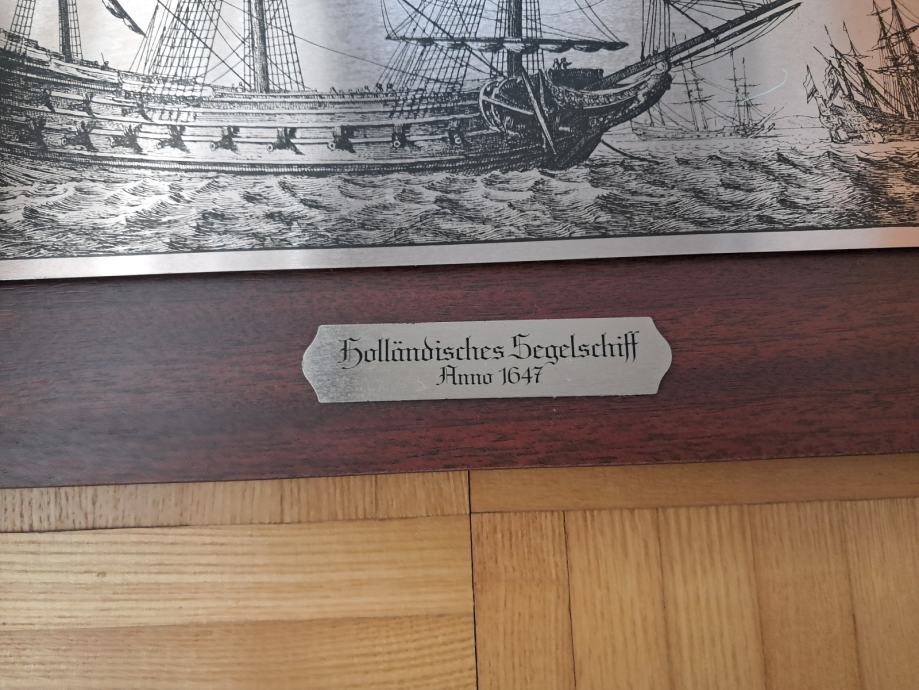 Holländisches Segelschiff
Anno 1647